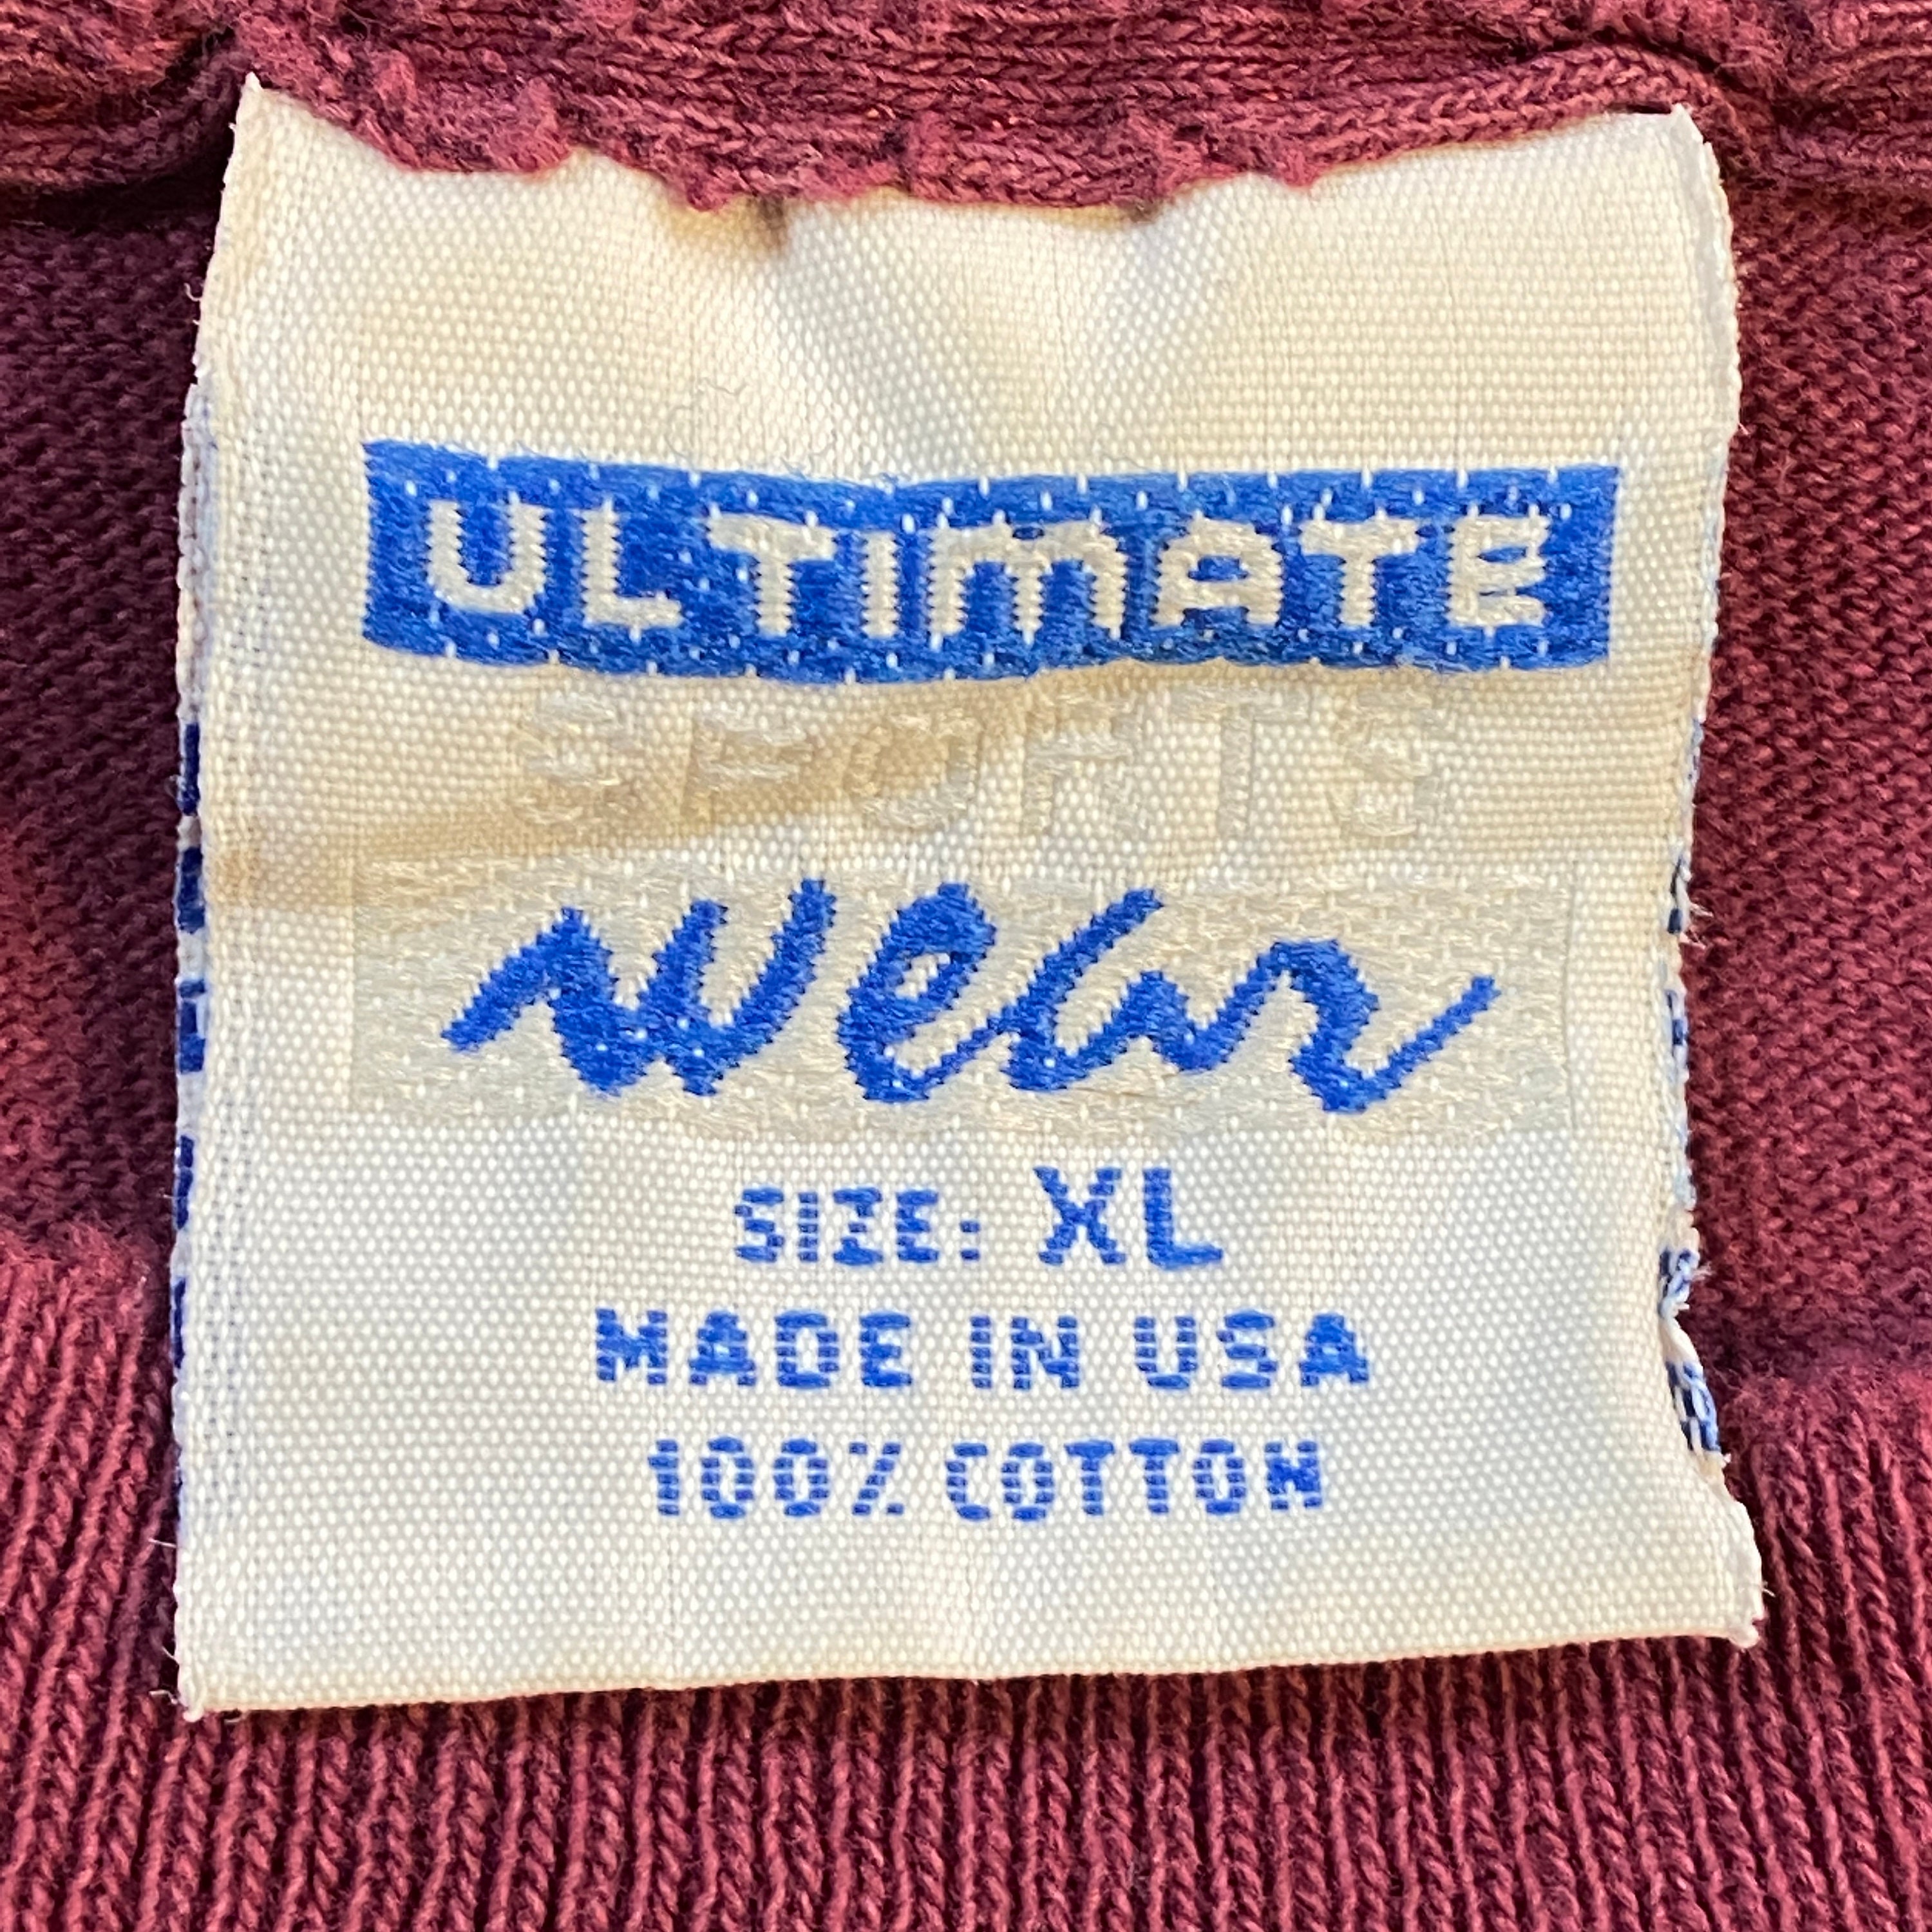 ULTIMATE
SPORTS
wear
SIZE: XL
MADE IN USA
100% COTTON